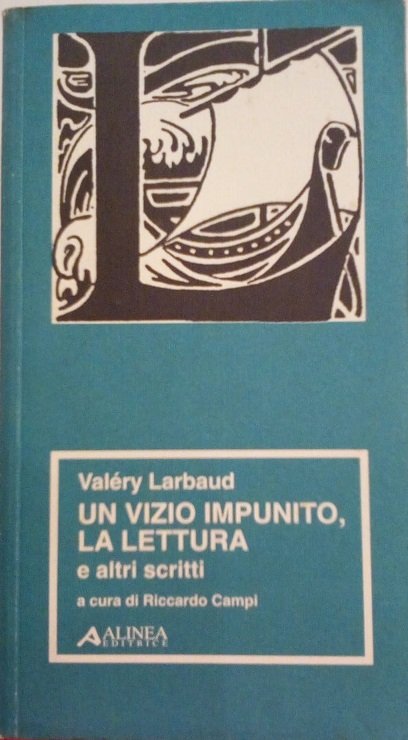 L
Valéry Larbaud
UN VIZIO IMPUNITO,
LA LETTURA
e altri scritti
a cura di Riccardo Campi
ALINEA
EDITRICE